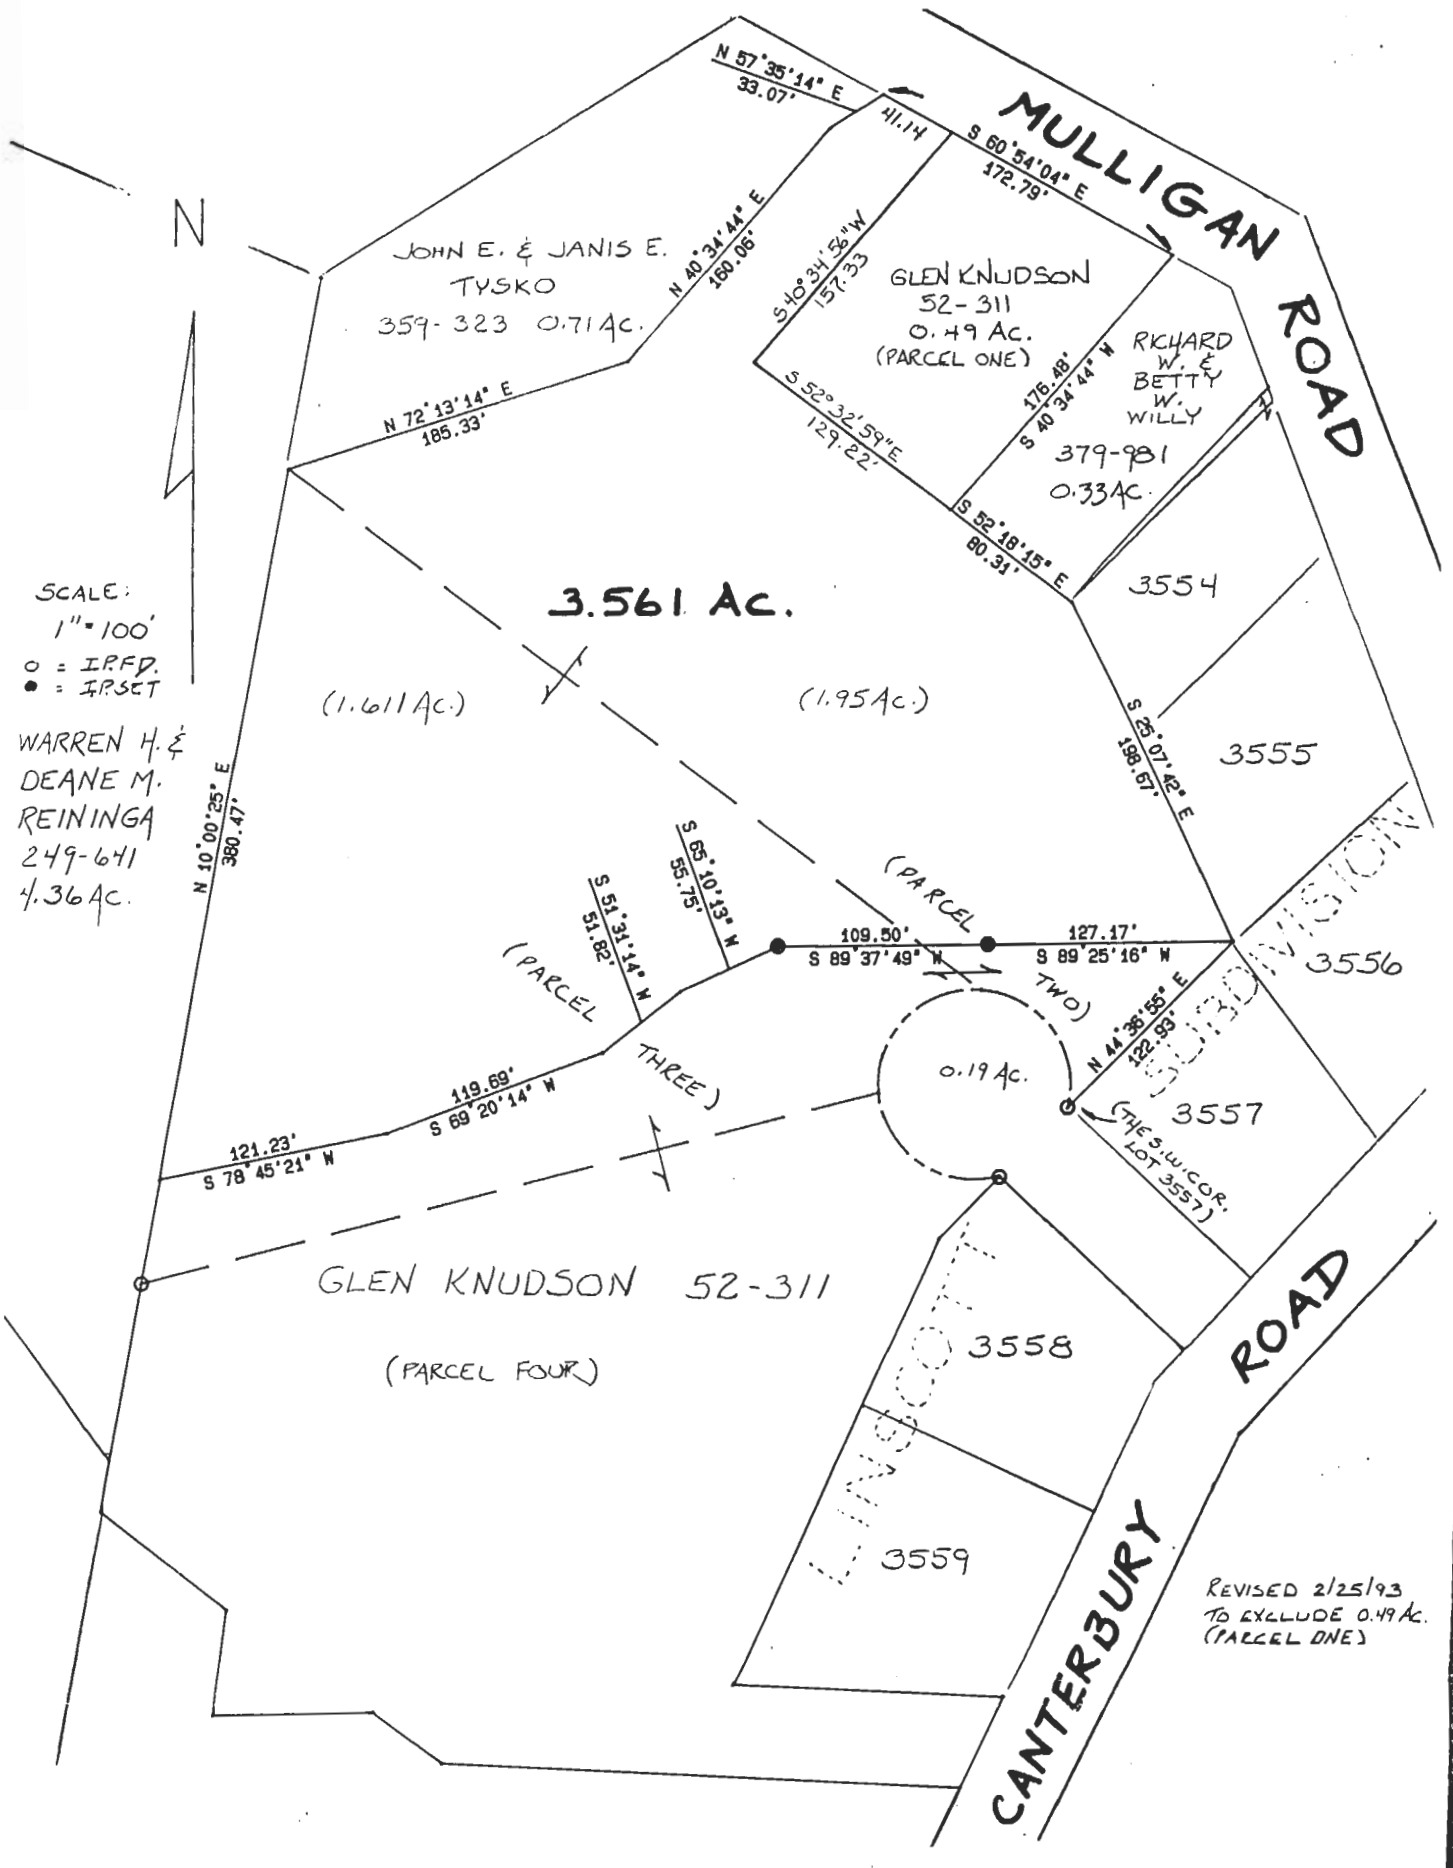 N 57°35'14" E
33.07'
41.14
S 60°54'04" E
172.79'
MULLIGAN
ROAD
N
JOHN E. & JANIS E.
TYSKO
359-323 0.71 AC.
N 40°34'44" E
160.06'
S 40°34'56" W
157.33
GLEN KNUDSON
52-311
0.49 AC.
(PARCEL ONE)
176.48'
S 40°34'44" W
RICHARD
W. &
BETTY
W.
WILLY
379-981
0.33 AC.
N 72°13'14" E
185.33'
S 52°32'59" E
129.22'
S 52°18'15" E
80.31'
3554
SCALE:
1"=100'
o = I.P.FD.
● = I.P.SET
3.561 AC.
(1.611 AC.)
(1.95 AC.)
S 25°07'42" E
198.67'
3555
WARREN H. &
DEANE M.
REININGA
249-641
4.36 AC.
N 10°00'25" E
380.47'
S 65°10'13" W
55.75'
S 51°31'14" W
51.82'
(PARCEL
TWO)
109.50'
S 89°37'49" W
127.17'
S 89°25'16" W
3556
SUBDIVISION
(PARCEL
THREE)
N 44°36'55" E
122.93'
0.19 AC.
3557
(THE S.W. COR.
LOT 3557)
119.69'
S 69°20'14" W
121.23'
S 78°45'21" W
GLEN KNUDSON 52-311
(PARCEL FOUR)
LINSCOTT
3558
3559
ROAD
CANTERBURY
REVISED 2/25/93
TO EXCLUDE 0.49 AC.
(PARCEL ONE)